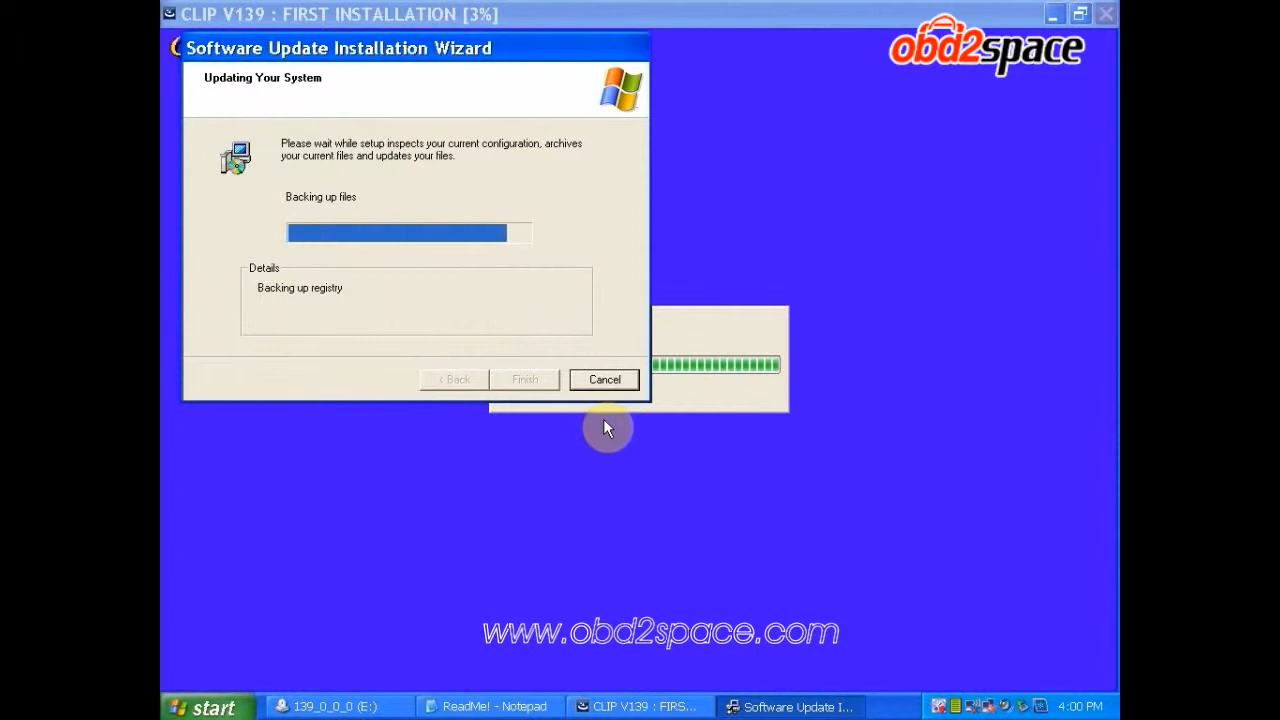 CLIP V139 : FIRST INSTALLATION [3%]
obd2space
Software Update Installation Wizard
Updating Your System
Please wait while setup inspects your current configuration, archives
your current files and updates your files.
Backing up files
Details
Backing up registry
< Back
Finish
Cancel
www.obd2space.com
start
139_0_0_0 (E:)
ReadMe! - Notepad
CLIP V139 : FIRS...
Software Update I...
4:00 PM